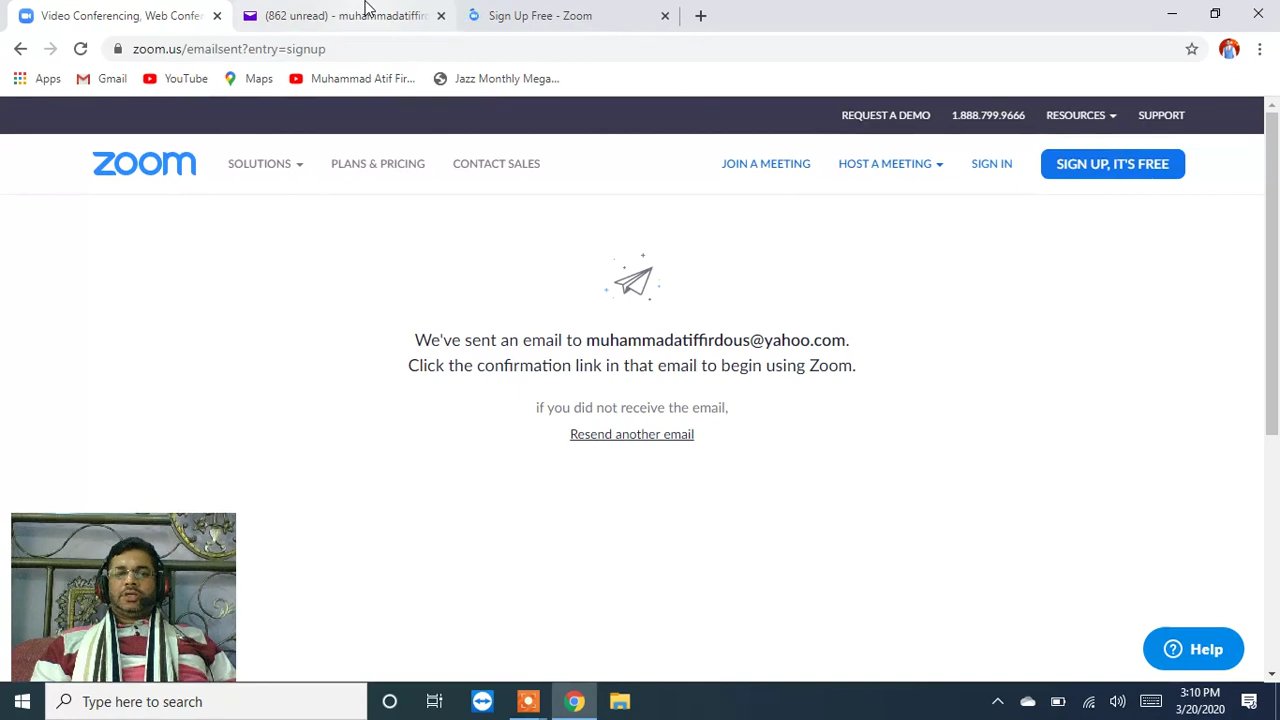 Video Conferencing, Web Confer
(862 unread) - muhammadatiffird
Sign Up Free - Zoom
zoom.us/emailsent?entry=signup
Apps
Gmail
YouTube
Maps
Muhammad Atif Fir...
Jazz Monthly Mega...
REQUEST A DEMO
1.888.799.9666
RESOURCES
SUPPORT
zoom
SOLUTIONS
PLANS & PRICING
CONTACT SALES
JOIN A MEETING
HOST A MEETING
SIGN IN
SIGN UP, IT'S FREE
We've sent an email to muhammadatiffirdous@yahoo.com.
Click the confirmation link in that email to begin using Zoom.
if you did not receive the email,
Resend another email
Help
Type here to search
3:10 PM
3/20/2020